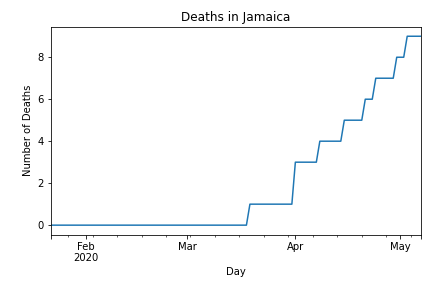 Deaths in Jamaica
Number of Deaths
8
6
4
2
0
Feb
2020
Mar
Apr
May
Day